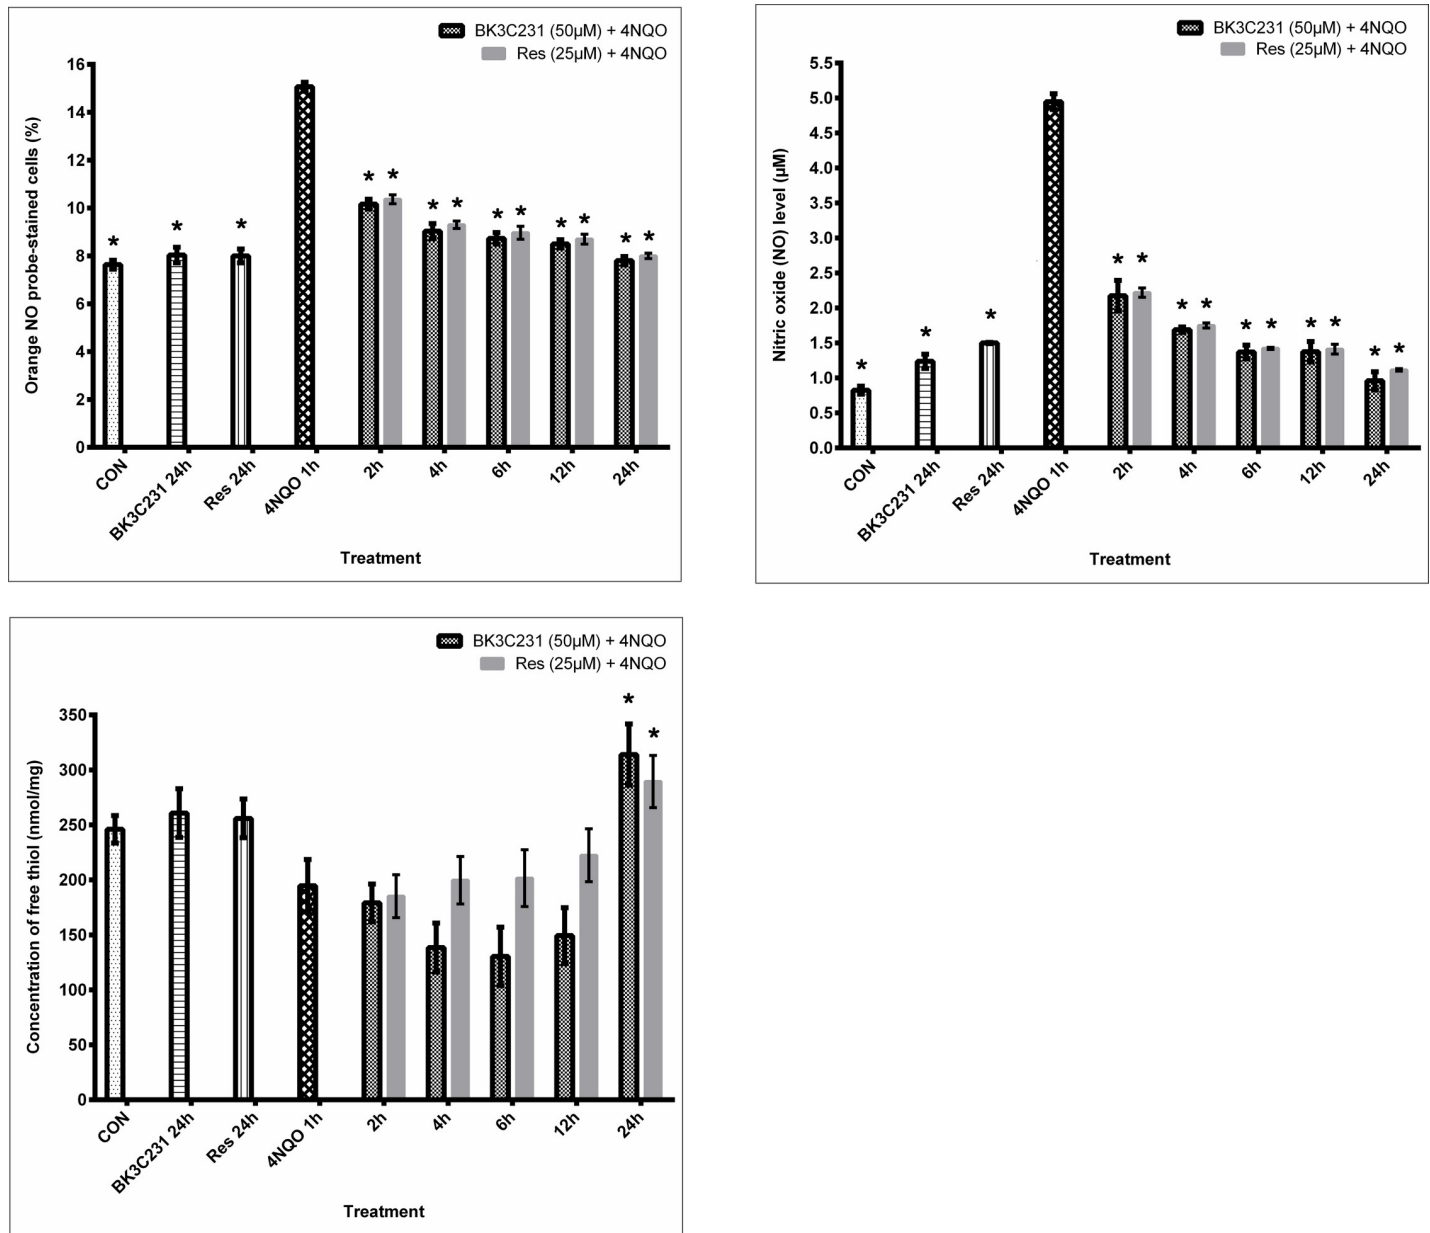 BK3C231 (50µM) + 4NQO
Res (25µM) + 4NQO
Orange NO probe-stained cells (%)
16
14
12
10
8
6
4
2
0
* * * * * * * * * * * * *
CON BK3C231 24h Res 24h 4NQO 1h 2h 4h 6h 12h 24h
Treatment
BK3C231 (50µM) + 4NQO
Res (25µM) + 4NQO
Nitric oxide (NO) level (µM)
5.5
5.0
4.5
4.0
3.5
3.0
2.5
2.0
1.5
1.0
0.5
0.0
* * * * * * * * * * * * *
CON BK3C231 24h Res 24h 4NQO 1h 2h 4h 6h 12h 24h
Treatment
BK3C231 (50µM) + 4NQO
Res (25µM) + 4NQO
Concentration of free thiol (nmol/mg)
350
300
250
200
150
100
50
0
* *
CON BK3C231 24h Res 24h 4NQO 1h 2h 4h 6h 12h 24h
Treatment